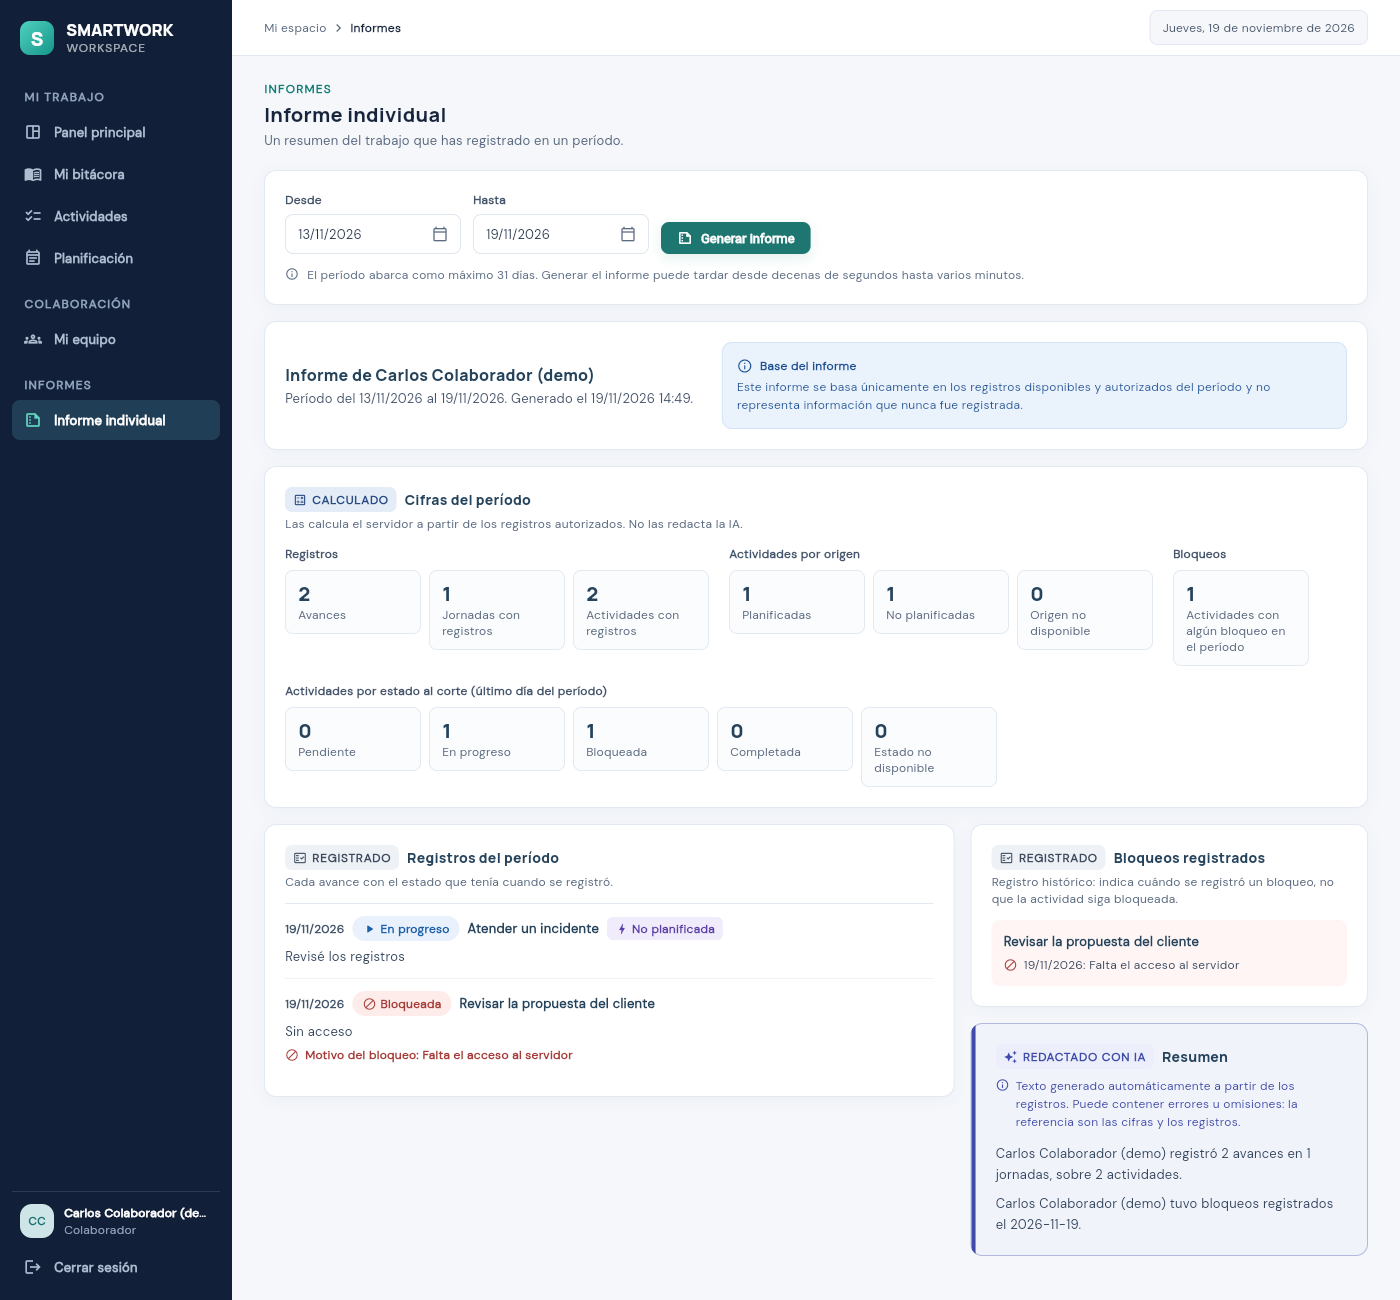 S
SMARTWORK
WORKSPACE
MI TRABAJO
Panel principal
Mi bitácora
Actividades
Planificación
COLABORACIÓN
Mi equipo
INFORMES
Informe individual
CC
Carlos Colaborador (de...
Colaborador
Cerrar sesión
Mi espacio > Informes
Jueves, 19 de noviembre de 2026
INFORMES
Informe individual
Un resumen del trabajo que has registrado en un período.
Desde
13/11/2026
Hasta
19/11/2026
Generar informe
El período abarca como máximo 31 días. Generar el informe puede tardar desde decenas de segundos hasta varios minutos.
Informe de Carlos Colaborador (demo)
Período del 13/11/2026 al 19/11/2026. Generado el 19/11/2026 14:49.
Base del informe
Este informe se basa únicamente en los registros disponibles y autorizados del período y no
representa información que nunca fue registrada.
CALCULADO Cifras del período
Las calcula el servidor a partir de los registros autorizados. No las redacta la IA.
Registros
2
Avances
1
Jornadas con
registros
2
Actividades con
registros
Actividades por origen
1
Planificadas
1
No planificadas
0
Origen no
disponible
Bloqueos
1
Actividades con
algún bloqueo en
el período
Actividades por estado al corte (último día del período)
0
Pendiente
1
En progreso
1
Bloqueada
0
Completada
0
Estado no
disponible
REGISTRADO Registros del período
Cada avance con el estado que tenía cuando se registró.
19/11/2026 En progreso Atender un incidente No planificada
Revisé los registros
19/11/2026 Bloqueada Revisar la propuesta del cliente
Sin acceso
Motivo del bloqueo: Falta el acceso al servidor
REGISTRADO Bloqueos registrados
Registro histórico: indica cuándo se registró un bloqueo, no
que la actividad siga bloqueada.
Revisar la propuesta del cliente
19/11/2026: Falta el acceso al servidor
REDACTADO CON IA Resumen
Texto generado automáticamente a partir de los
registros. Puede contener errores u omisiones: la
referencia son las cifras y los registros.
Carlos Colaborador (demo) registró 2 avances en 1
jornadas, sobre 2 actividades.
Carlos Colaborador (demo) tuvo bloqueos registrados
el 2026-11-19.